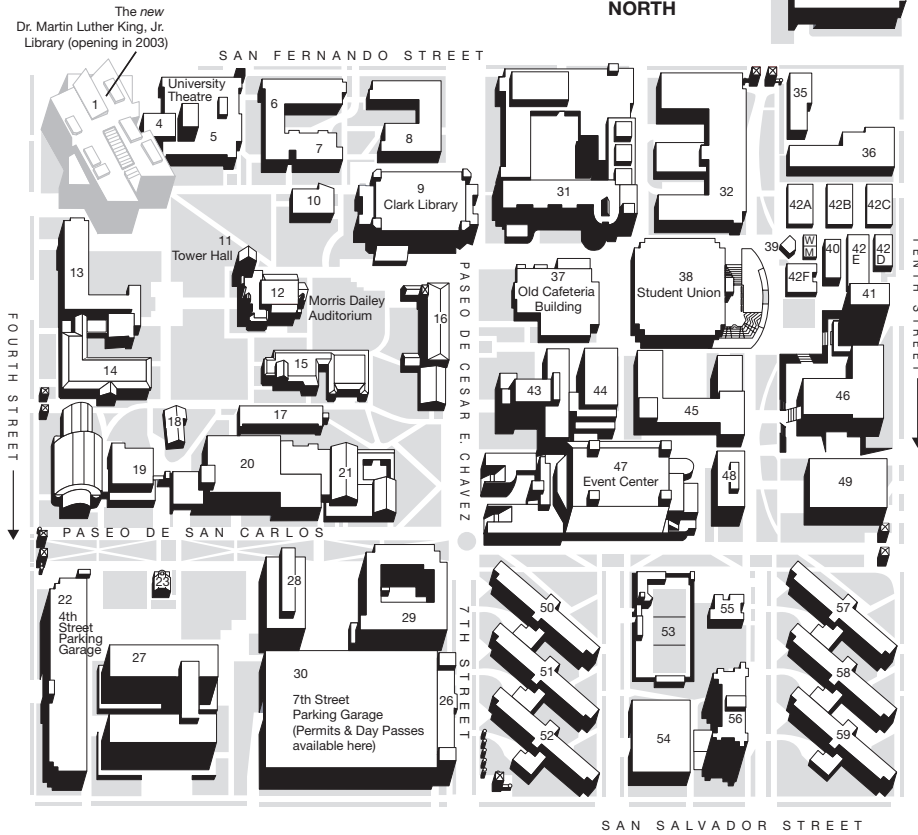 The new
Dr. Martin Luther King, Jr.
Library (opening in 2003)
NORTH
SAN FERNANDO STREET
1
4
University
Theatre
5
6
7
8
9
Clark Library
10
31
32
35
36
42A
42B
42C
11
Tower Hall
12
Morris Dailey
Auditorium
13
14
15
16
37
Old Cafeteria
Building
38
Student Union
39
W
M
40
42
E
42
D
42F
41
FOURTH STREET
PASEO DE CESAR E. CHAVEZ
TENTH STREET
17
18
19
20
21
43
44
45
46
47
Event Center
48
49
PASEO DE SAN CARLOS
22
4th
Street
Parking
Garage
23
27
28
29
30
7th Street
Parking Garage
(Permits & Day Passes
available here)
26
7TH STREET
50
51
52
53
54
55
56
57
58
59
SAN SALVADOR STREET